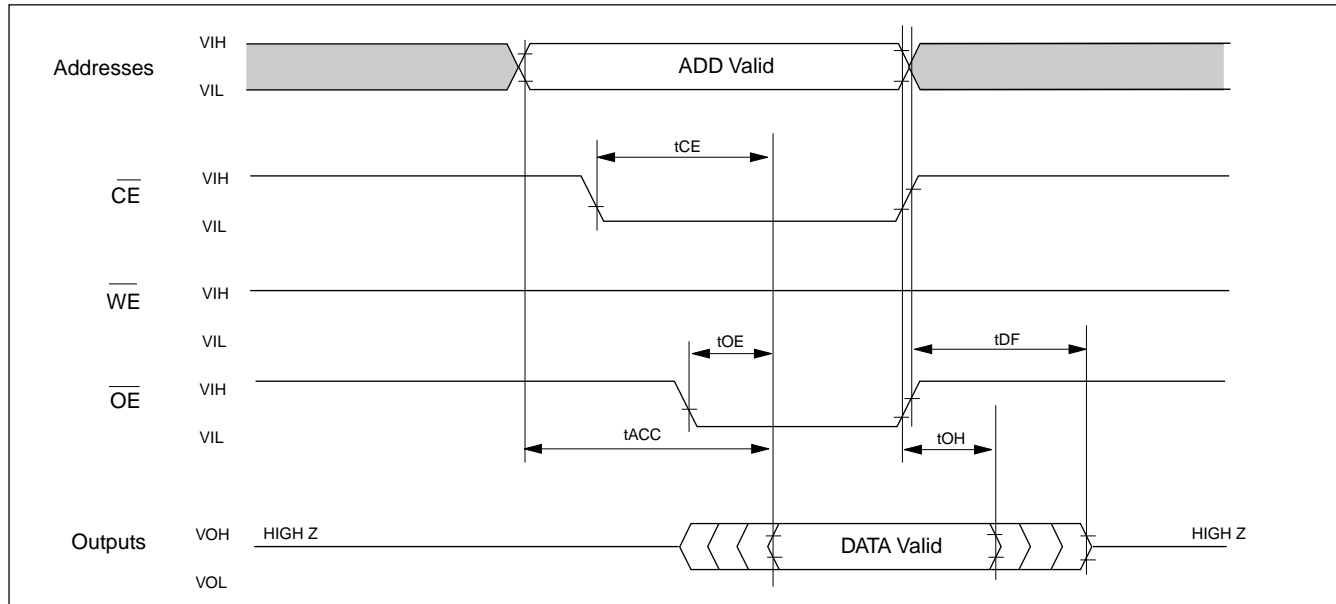 Addresses
VIH
VIL
ADD Valid
tCE
CE
VIH
VIL
WE
VIH
VIL
tOE
tDF
OE
VIH
VIL
tACC
tOH
Outputs
VOH
VOL
HIGH Z
DATA Valid
HIGH Z